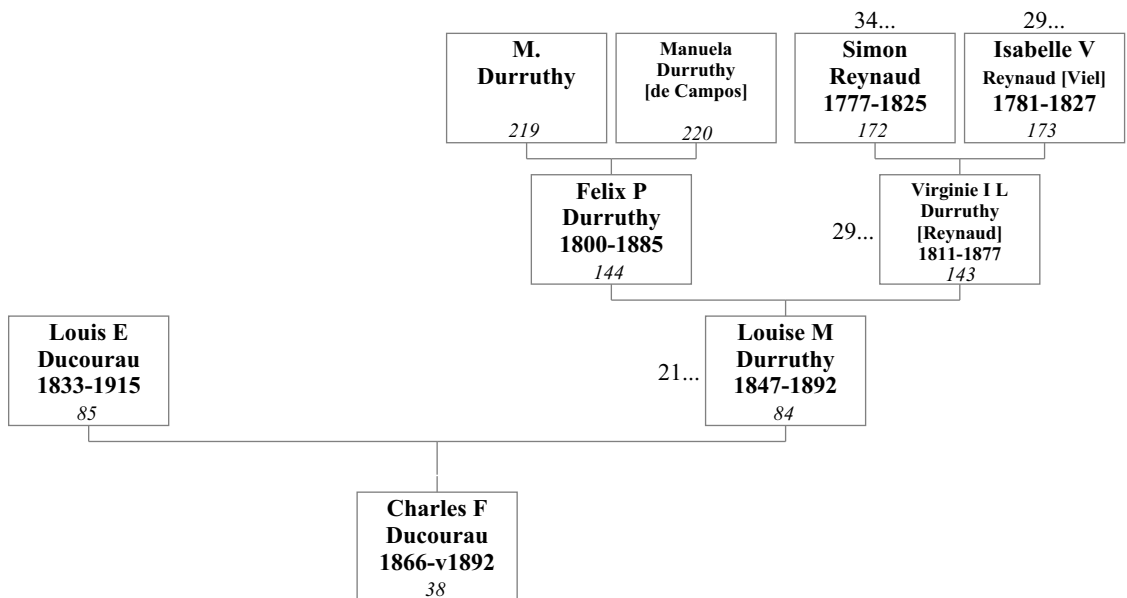 34...
29...
M.
Durruthy
219
Manuela
Durruthy
[de Campos]
220
Simon
Reynaud
1777-1825
172
Isabelle V
Reynaud [Viel]
1781-1827
173
Felix P
Durruthy
1800-1885
144
29...
Virginie I L
Durruthy
[Reynaud]
1811-1877
143
Louis E
Ducourau
1833-1915
85
21...
Louise M
Durruthy
1847-1892
84
Charles F
Ducourau
1866-v1892
38